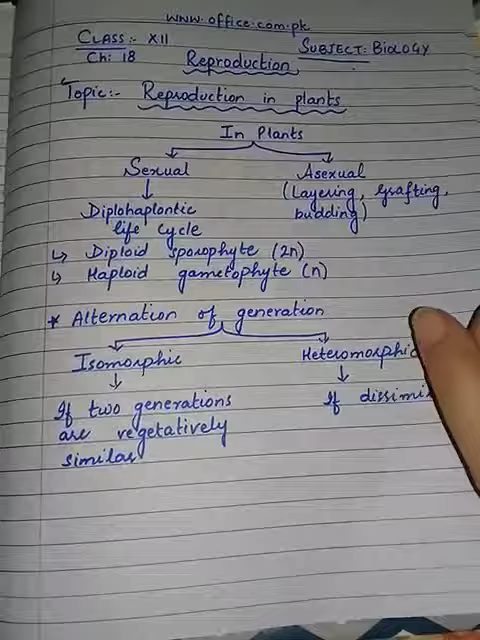 www.office.com.pk
CLASS:- XII
SUBJECT: BIOLOGY
Ch: 18
Reproduction
Topic:- Reproduction in plants
In Plants
Sexual
Asexual
(Layering, Grafting,
budding)
Diplohaplontic
life cycle
↳ Diploid sporophyte (2n)
↳ Haploid gametophyte (n)
* Alternation of generation
Isomorphic
Heteromorphic
If two generations
are vegetatively
similar
If dissimi